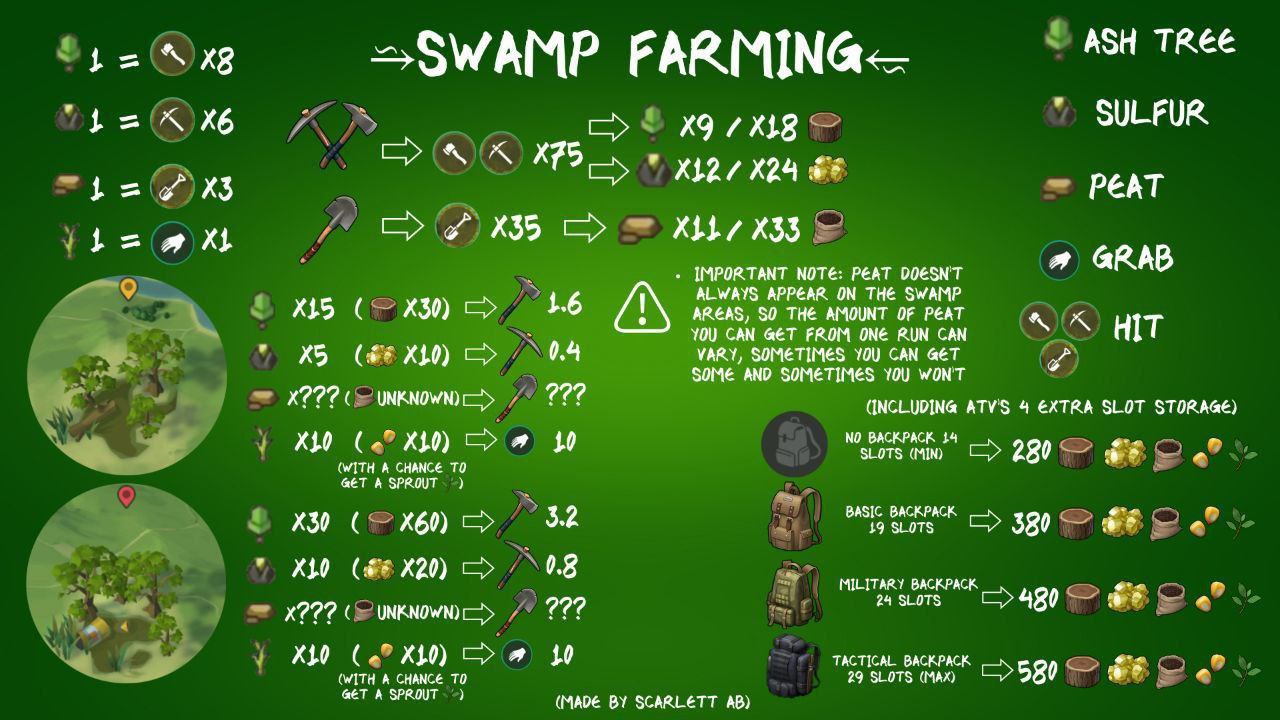 SWAMP FARMING
1 = X8
1 = X6
1 = X3
1 = X1
X75
X9 / X18
X12 / X24
X35
X11 / X33
ASH TREE
SULFUR
PEAT
GRAB
HIT
X15 ( X30) 1.6
X5 ( X10) 0.4
X??? ( UNKNOWN) ???
X10 ( X10) 10
(WITH A CHANCE TO
GET A SPROUT )
X30 ( X60) 3.2
X10 ( X20) 0.8
X??? ( UNKNOWN) ???
X10 ( X10) 10
(WITH A CHANCE TO
GET A SPROUT )
• IMPORTANT NOTE: PEAT DOESN'T
ALWAYS APPEAR ON THE SWAMP
AREAS, SO THE AMOUNT OF PEAT
YOU CAN GET FROM ONE RUN CAN
VARY, SOMETIMES YOU CAN GET
SOME AND SOMETIMES YOU WON'T
(INCLUDING ATV'S 4 EXTRA SLOT STORAGE)
NO BACKPACK 14
SLOTS (MIN)
280
BASIC BACKPACK
19 SLOTS
380
MILITARY BACKPACK
24 SLOTS
480
TACTICAL BACKPACK
29 SLOTS (MAX)
580
(MADE BY SCARLETT AB)